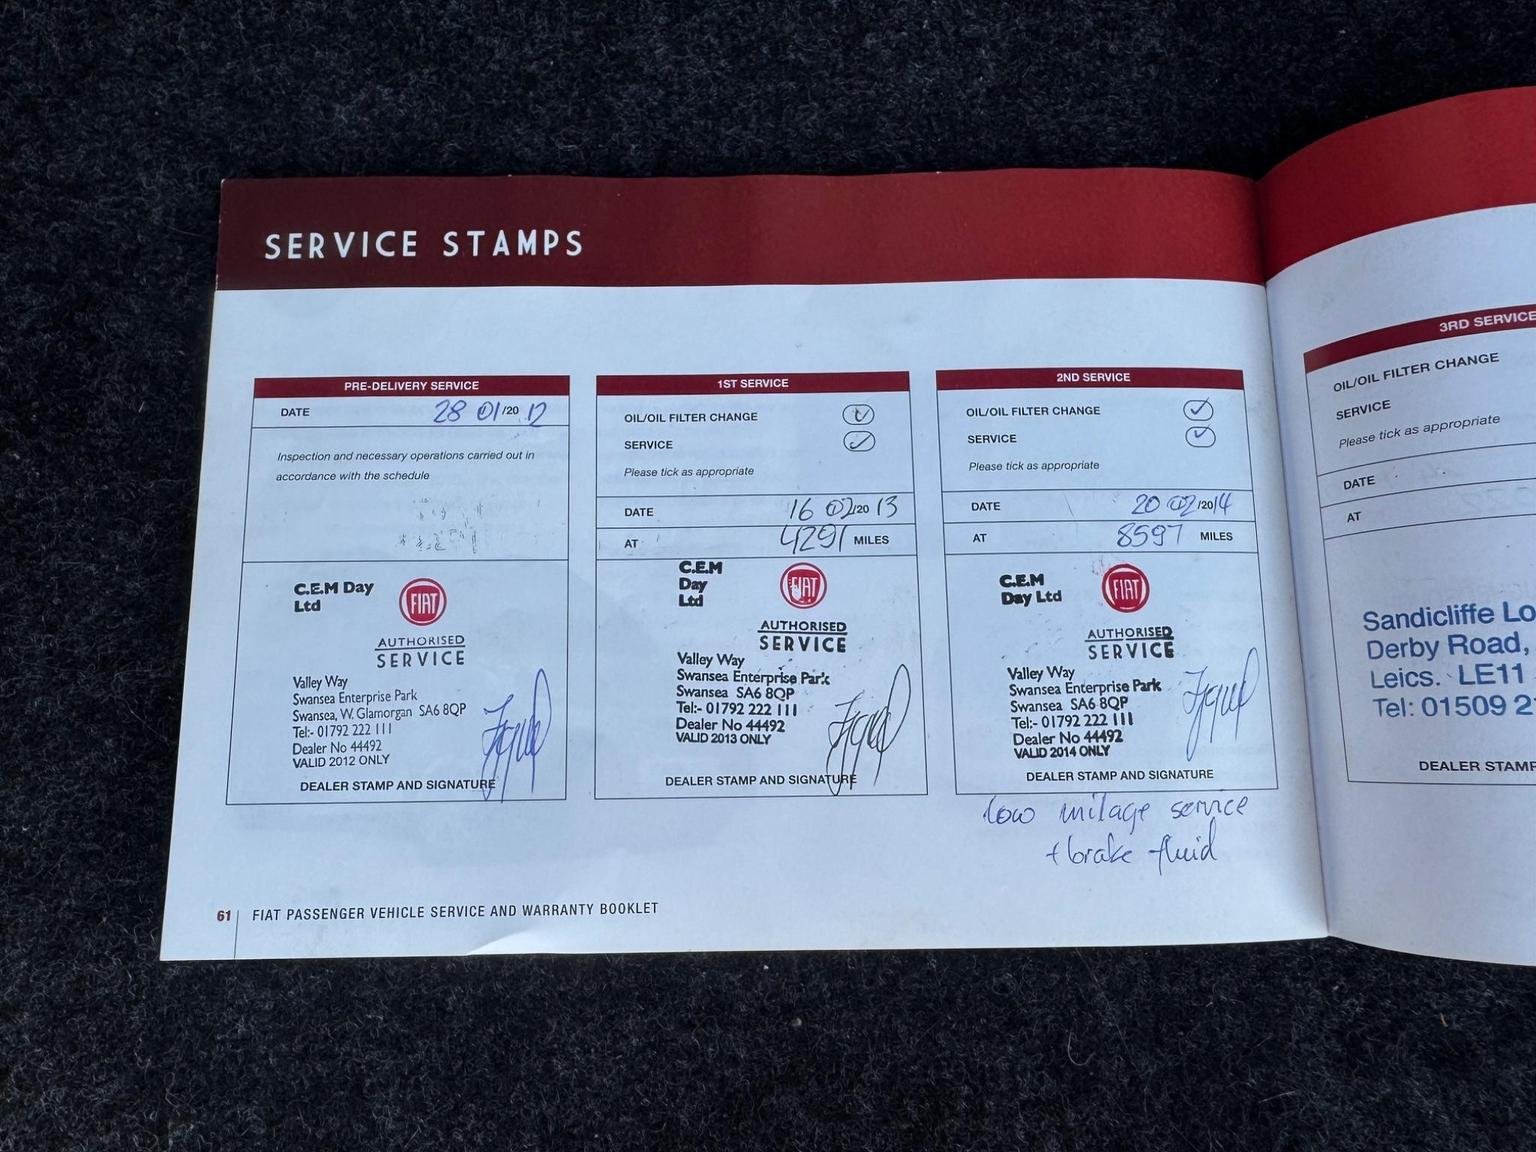 SERVICE STAMPS
PRE-DELIVERY SERVICE
DATE 28 01/20 12
Inspection and necessary operations carried out in
accordance with the schedule
C.E.M Day
Ltd
FIAT
AUTHORISED
SERVICE
Valley Way
Swansea Enterprise Park
Swansea, W. Glamorgan SA6 8QP
Tel:- 01792 222 111
Dealer No 44492
VALID 2012 ONLY
DEALER STAMP AND SIGNATURE
1ST SERVICE
OIL/OIL FILTER CHANGE
SERVICE
Please tick as appropriate
DATE 16 02/20 13
AT 4291 MILES
C.E.M
Day
Ltd
FIAT
AUTHORISED
SERVICE
Valley Way
Swansea Enterprise Park
Swansea SA6 8QP
Tel:- 01792 222 111
Dealer No 44492
VALID 2013 ONLY
DEALER STAMP AND SIGNATURE
2ND SERVICE
OIL/OIL FILTER CHANGE
SERVICE
Please tick as appropriate
DATE 20 02/20 14
AT 8597 MILES
C.E.M
Day Ltd
FIAT
AUTHORISED
SERVICE
Valley Way
Swansea Enterprise Park
Swansea SA6 8QP
Tel:- 01792 222 111
Dealer No 44492
VALID 2014 ONLY
DEALER STAMP AND SIGNATURE
low milage service
+ brake fluid
61 FIAT PASSENGER VEHICLE SERVICE AND WARRANTY BOOKLET
3RD SERVICE
OIL/OIL FILTER CHANGE
SERVICE
Please tick as appropriate
DATE
AT
Sandicliffe Lo
Derby Road,
Leics. LE11
Tel: 01509 2
DEALER STAMP